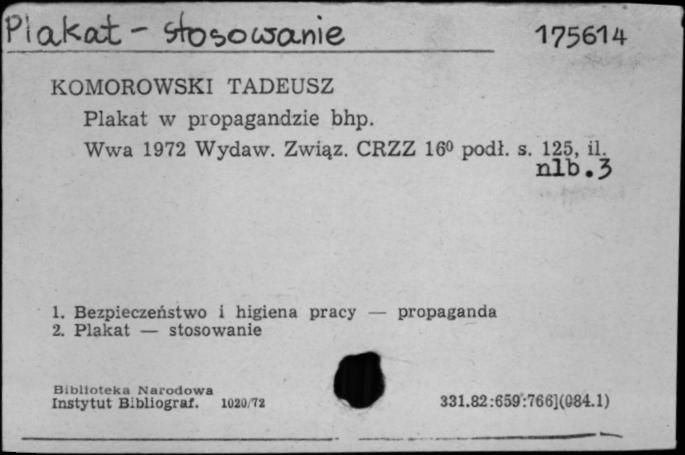 Plakat - stosowanie 175614
KOMOROWSKI TADEUSZ
Plakat w propagandzie bhp.
Wwa 1972 Wydaw. Związ. CRZZ 16⁰ podł. s. 125, il.
nlb.3
1. Bezpieczeństwo i higiena pracy — propaganda
2. Plakat — stosowanie
Biblioteka Narodowa
Instytut Bibliograf. 1020/72 331.82:659:766](084.1)